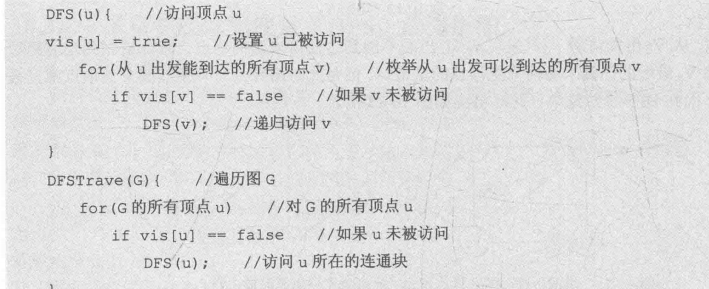 DFS(u){    //访问顶点u
vis[u] = true;    //设置u已被访问
for(从u出发能到达的所有顶点v)    //枚举从u出发可以到达的所有顶点v
if vis[v] == false    //如果v未被访问
DFS(v);    //递归访问v
}
DFSTrave(G){    //遍历图G
for(G的所有顶点u)    //对G的所有顶点u
if vis[u] == false    //如果u未被访问
DFS(u);    //访问u所在的连通块
}